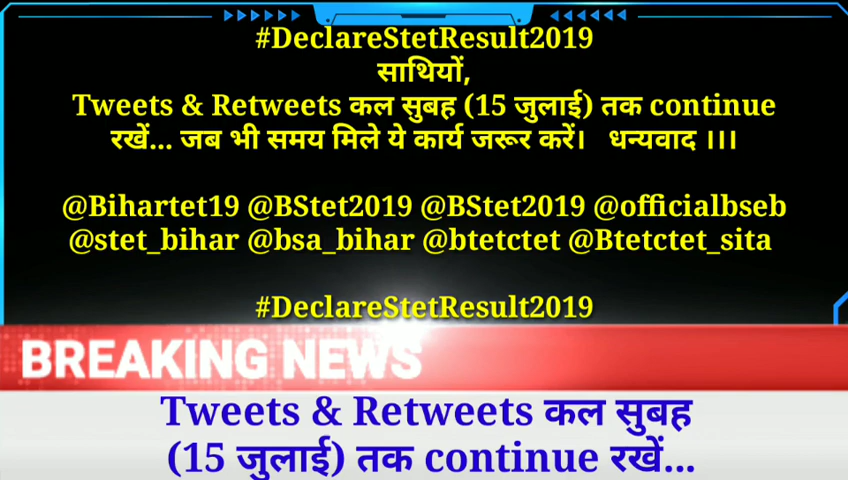 #DeclareStetResult2019
साथियों,
Tweets & Retweets कल सुबह (15 जुलाई) तक continue
रखें... जब भी समय मिले ये कार्य जरूर करें।   धन्यवाद ।।।
@Bihartet19 @BStet2019 @BStet2019 @officialbseb
@stet_bihar @bsa_bihar @btetctet @Btetctet_sita
#DeclareStetResult2019
BREAKING NEWS
Tweets & Retweets कल सुबह
(15 जुलाई) तक continue रखें...